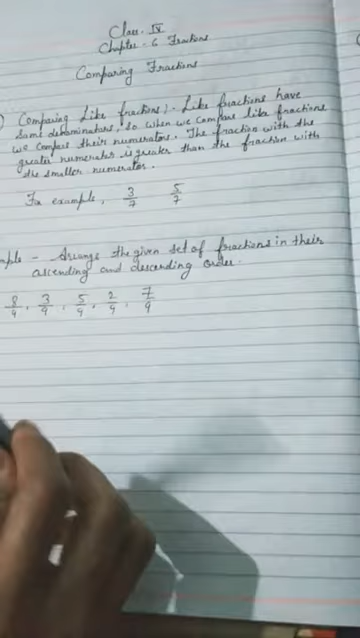 Class - IV
Chapter - 6 Fractions
Comparing Fractions
) Comparing Like fractions :- Like fractions have
same denominators, so when we compare like fractions
we compare their numerators. The fraction with the
greater numerator is greater than the fraction with
the smaller numerator.
For example, 3/7 5/7
mple - Arrange the given set of fractions in their
ascending and descending order.
8/9, 3/9, 5/9, 2/9, 7/9